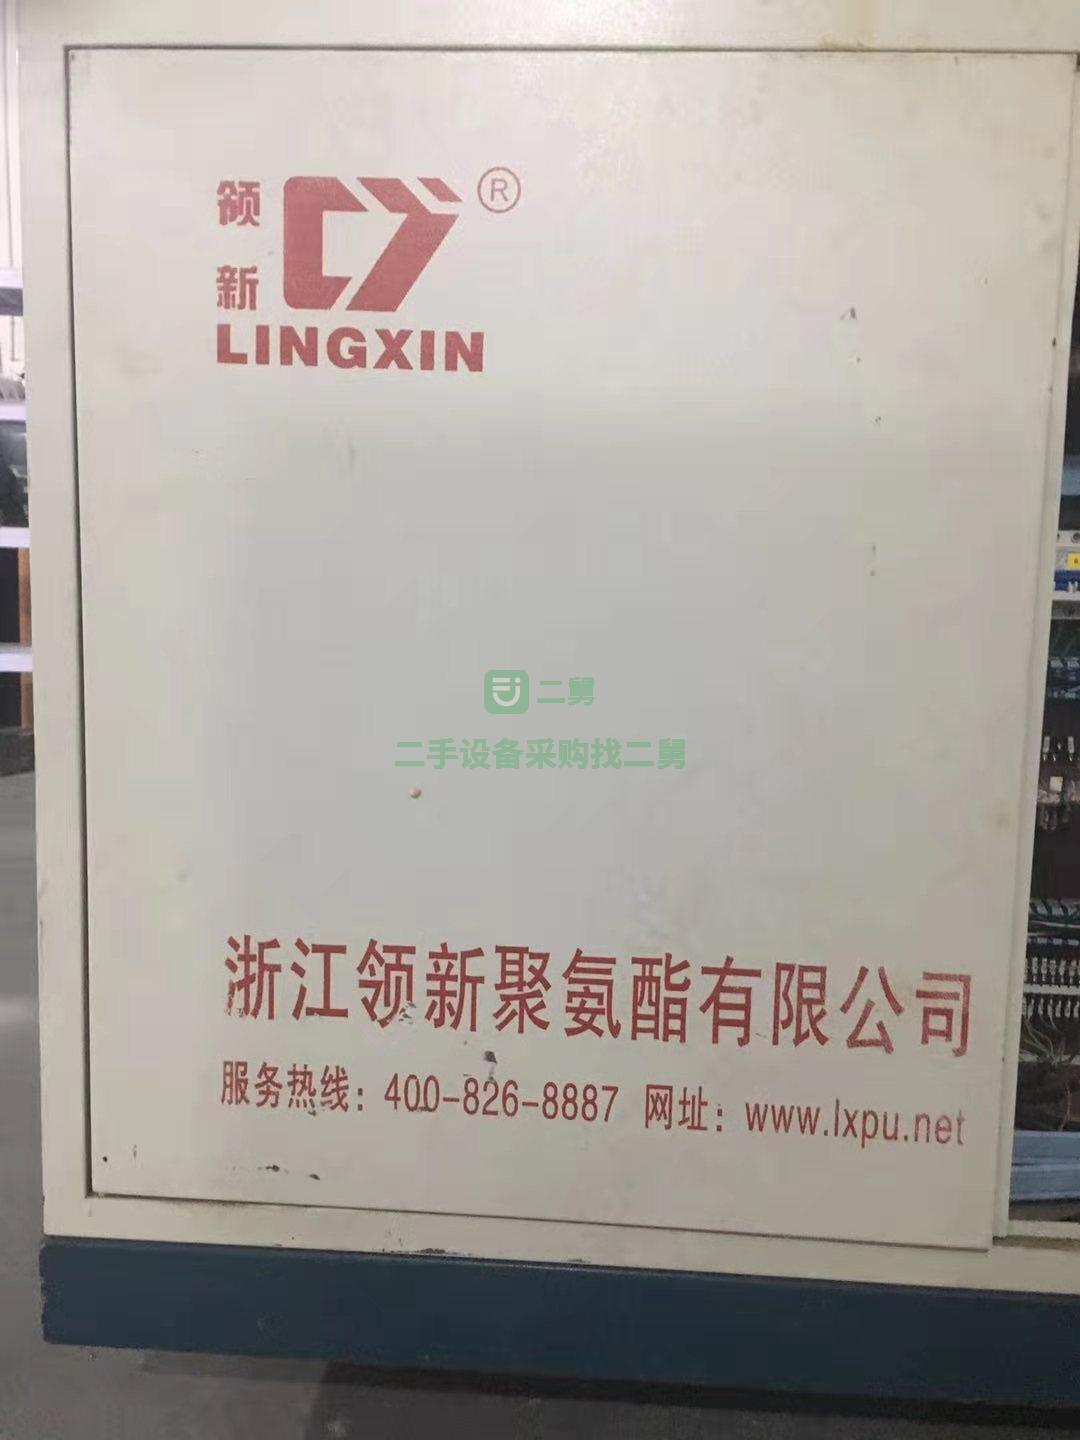 领新
®
LINGXIN
二舅
二手设备采购找二舅
浙江领新聚氨酯有限公司
服务热线：400-826-8887 网址：www.lxpu.net